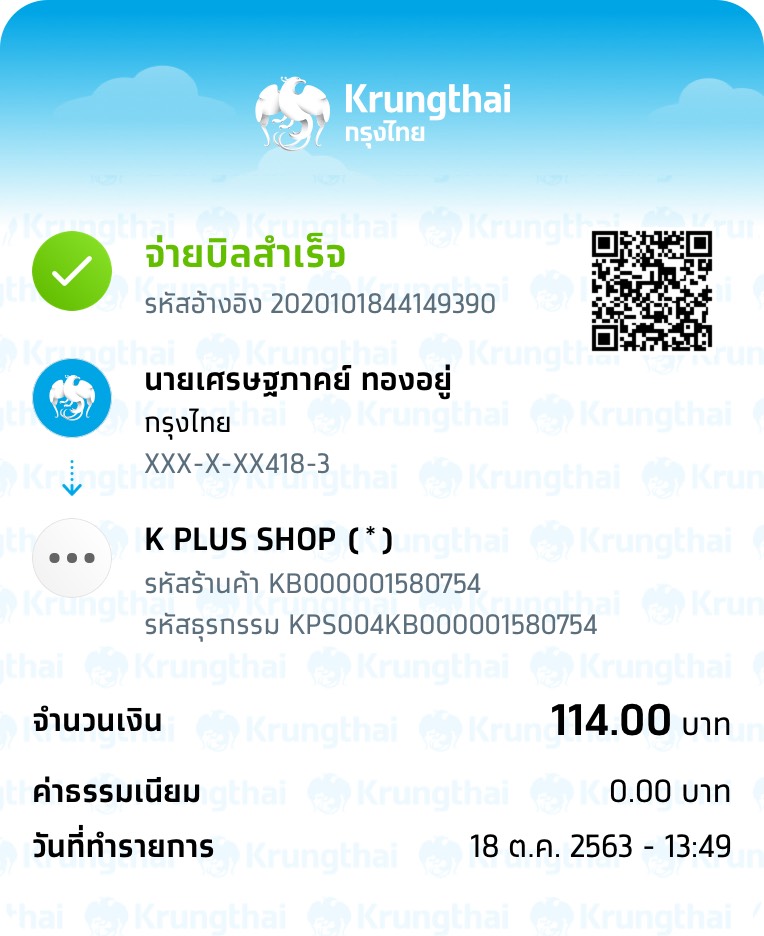 Krungthai
กรุงไทย
จ่ายบิลสำเร็จ
รหัสอ้างอิง 2020101844149390
นายเศรษฐภาคย์ ทองอยู่
กรุงไทย
XXX-X-XX418-3
K PLUS SHOP (*)
รหัสร้านค้า KB000001580754
รหัสธุรกรรม KPS004KB000001580754
จำนวนเงิน 114.00 บาท
ค่าธรรมเนียม 0.00 บาท
วันที่ทำรายการ 18 ต.ค. 2563 - 13:49